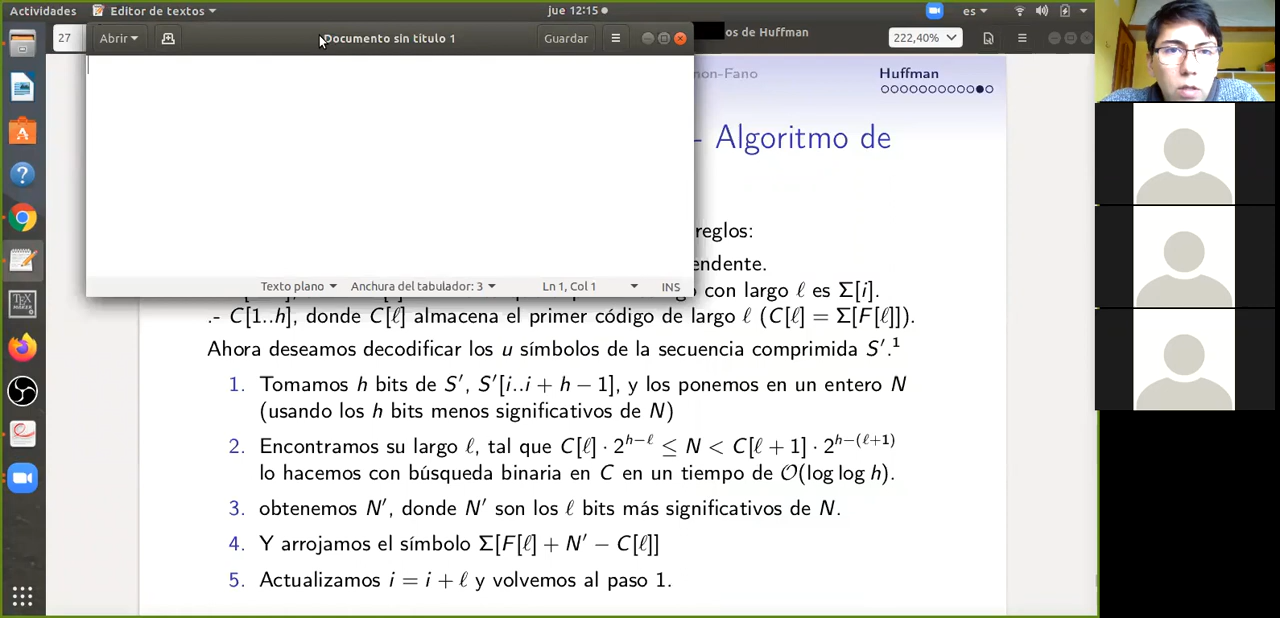 Actividades
Editor de textos
jue 12:15
es
27
Abrir
Documento sin título 1
Guardar
os de Huffman
222,40%
non-Fano
Huffman
- Algoritmo de
reglos:
endente.
con largo ℓ es Σ[i].
.- C[1..h], donde C[ℓ] almacena el primer código de largo ℓ (C[ℓ] = Σ[F[ℓ]]).
Ahora deseamos decodificar los u símbolos de la secuencia comprimida S′.¹
1. Tomamos h bits de S′, S′[i..i + h − 1], y los ponemos en un entero N
(usando los h bits menos significativos de N)
2. Encontramos su largo ℓ, tal que C[ℓ] · 2^{h−ℓ} ≤ N < C[ℓ + 1] · 2^{h−(ℓ+1)}
lo hacemos con búsqueda binaria en C en un tiempo de O(log log h).
3. obtenemos N′, donde N′ son los ℓ bits más significativos de N.
4. Y arrojamos el símbolo Σ[F[ℓ] + N′ − C[ℓ]]
5. Actualizamos i = i + ℓ y volvemos al paso 1.
Texto plano
Anchura del tabulador: 3
Ln 1, Col 1
INS